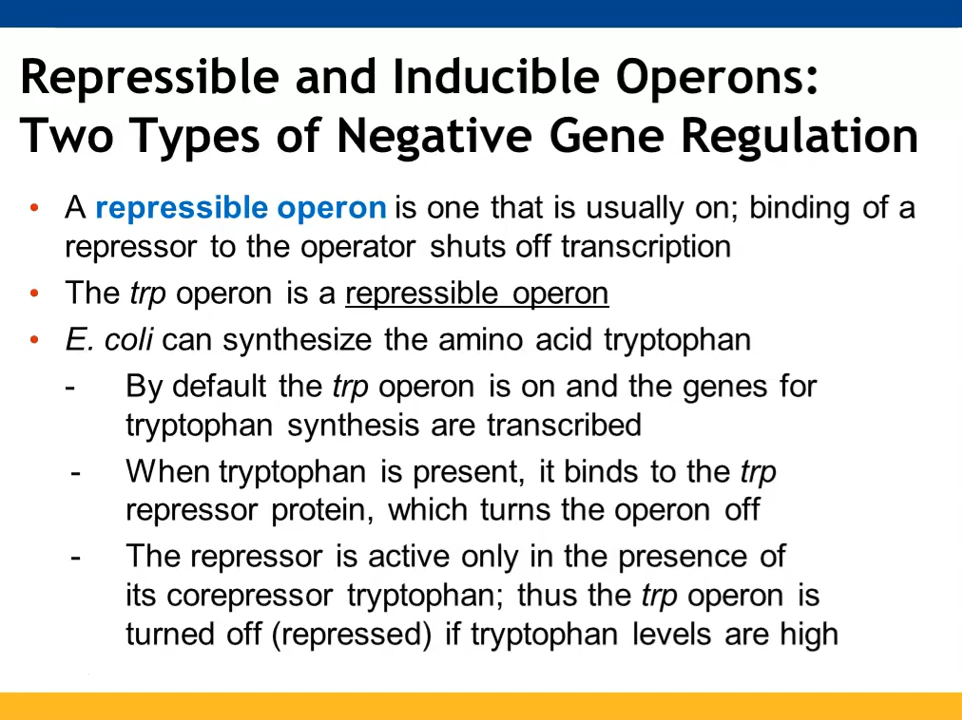 Repressible and Inducible Operons:
Two Types of Negative Gene Regulation
• A repressible operon is one that is usually on; binding of a
repressor to the operator shuts off transcription
• The trp operon is a repressible operon
• E. coli can synthesize the amino acid tryptophan
- By default the trp operon is on and the genes for
tryptophan synthesis are transcribed
- When tryptophan is present, it binds to the trp
repressor protein, which turns the operon off
- The repressor is active only in the presence of
its corepressor tryptophan; thus the trp operon is
turned off (repressed) if tryptophan levels are high